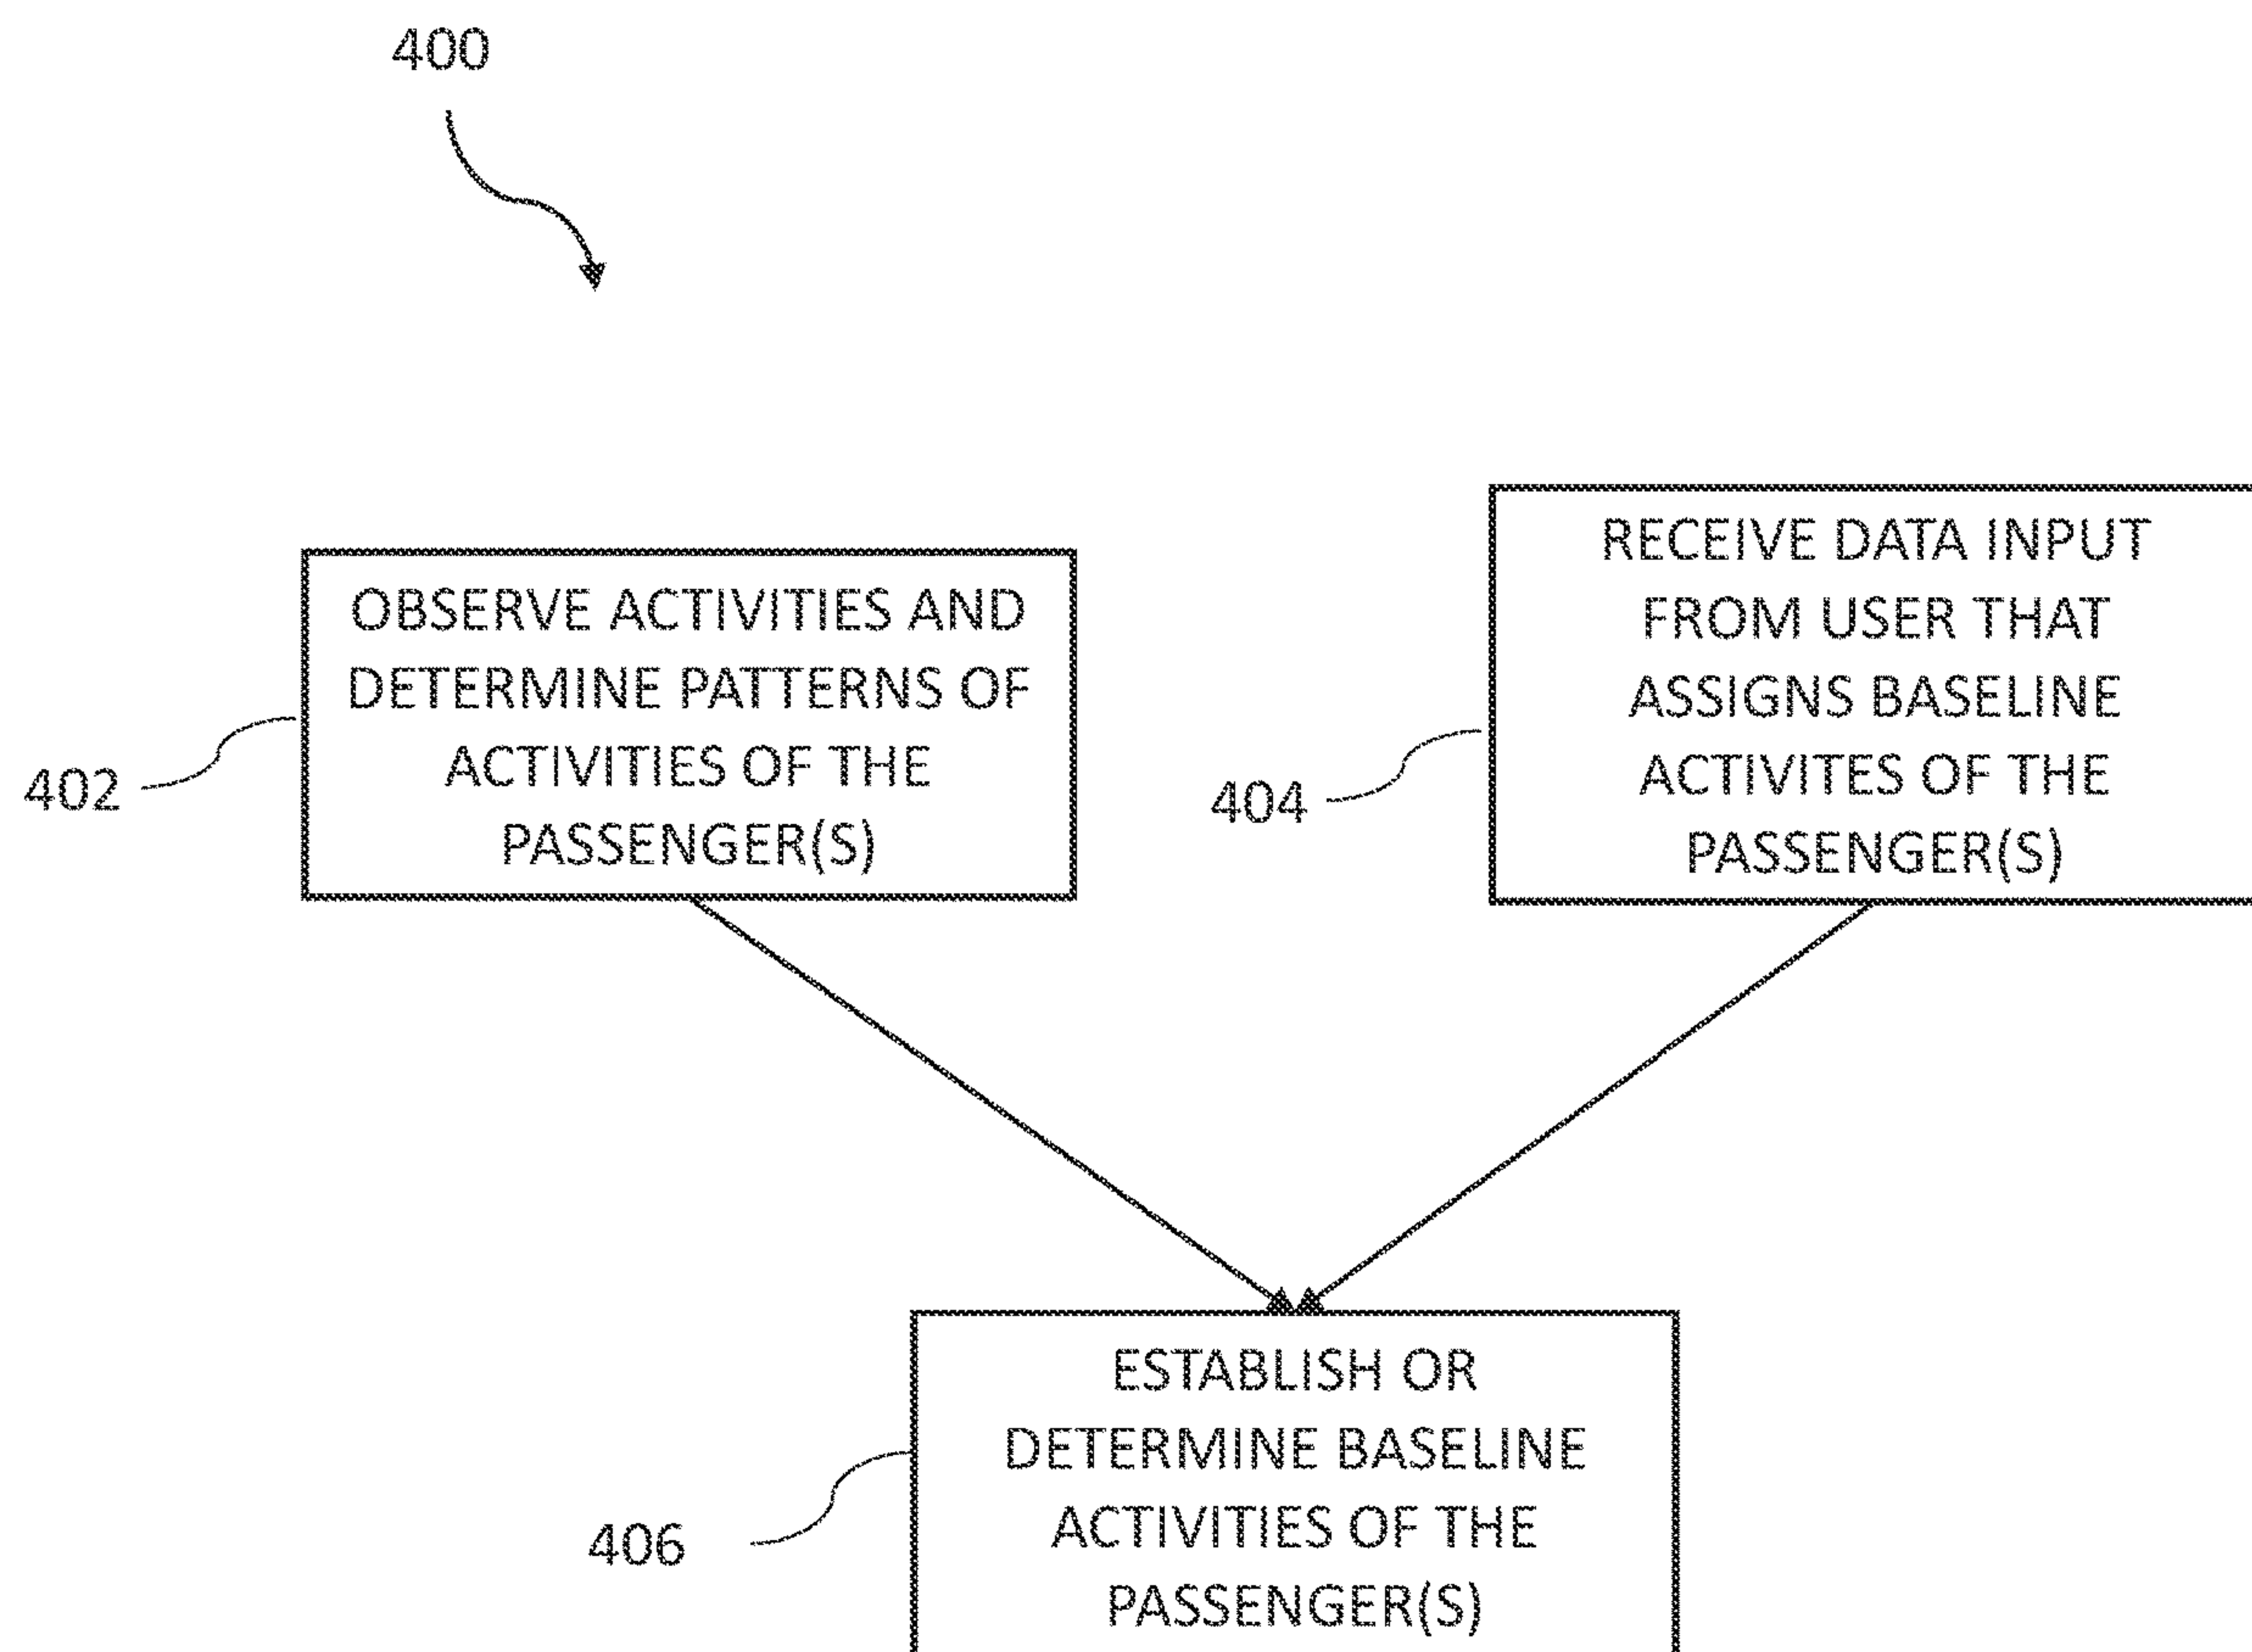 400
OBSERVE ACTIVITIES AND
DETERMINE PATTERNS OF
ACTIVITIES OF THE
PASSENGER(S)
402
RECEIVE DATA INPUT
FROM USER THAT
ASSIGNS BASELINE
ACTIVITES OF THE
PASSENGER(S)
404
ESTABLISH OR
DETERMINE BASELINE
ACTIVITIES OF THE
PASSENGER(S)
406